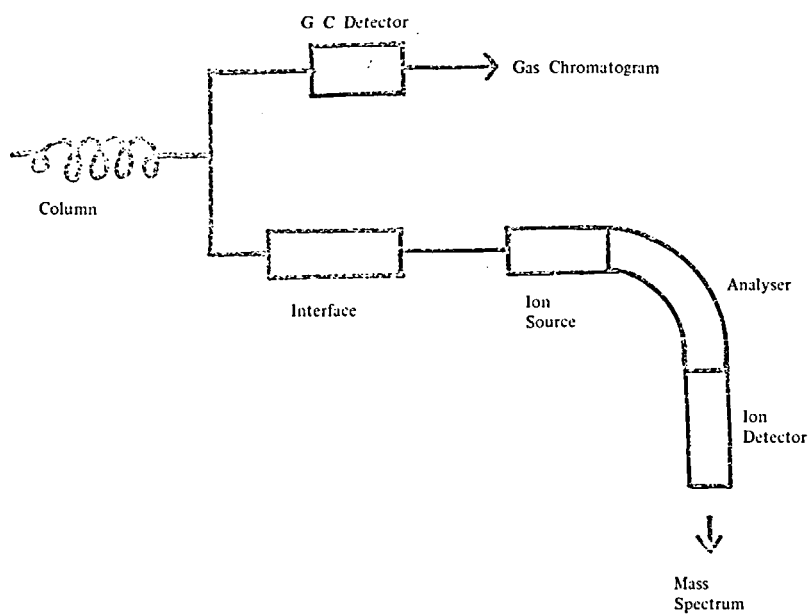 G C Detector
Gas Chromatogram
Column
Interface
Ion
Source
Analyser
Ion
Detector
Mass
Spectrum